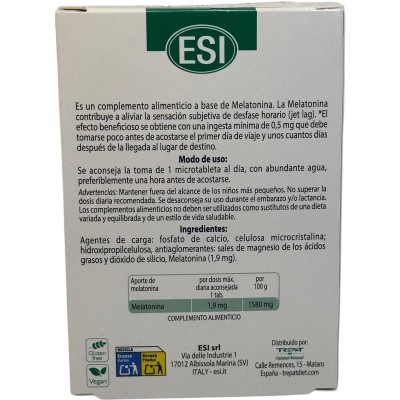 ESI
Es un complemento alimenticio a base de Melatonina. La Melatonina
contribuye a aliviar la sensación subjetiva de desfase horario (jet lag). *El
efecto beneficioso se obtiene con una ingesta mínima de 0,5 mg que debe
tomarse poco antes de acostarse el primer día de viaje y unos cuantos días
después de la llegada al lugar de destino.
Modo de uso:
Se aconseja la toma de 1 microtableta al día, con abundante agua,
preferiblemente una hora antes de acostarse.
Advertencias: Mantener fuera del alcance de los niños más pequeños. No superar la
dosis diaria recomendada. Se desaconseja su uso durante el embarazo y/o lactancia.
Los complementos alimenticios no deben ser utilizados como sustitutos de una dieta
variada y equilibrada y de un estilo de vida saludable.
Ingredientes:
Agentes de carga: fosfato de calcio, celulosa microcristalina;
hidroxipropilcelulosa, antiaglomerantes: sales de magnesio de los ácidos
grasos y dióxido de silicio, Melatonina (1,9 mg).
Aporte de melatonina
por dosis máx. diaria aconsejada 1 tab.
por 100 g
Melatonina 1,9 mg 1580 mg
COMPLEMENTO ALIMENTICIO
Gluten free
Vegan
RECICLA
Envase Cartón
Envase Plástico
ESI srl
Via delle Industrie 1
17012 Albissola Marina (SV)
ITALY - esi.it
Distribuido por:
TREPAT
Calle Remences, 15 - Mataro
España - trepatdiet.com